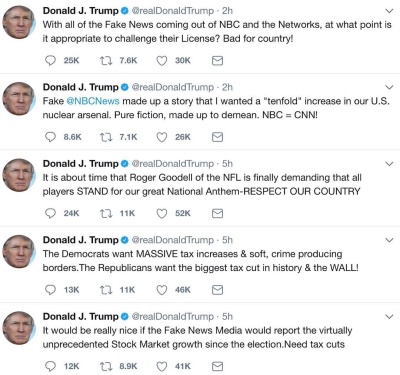 Donald J. Trump @realDonaldTrump · 2h
With all of the Fake News coming out of NBC and the Networks, at what point is
it appropriate to challenge their License? Bad for country!
25K 7.6K 30K
Donald J. Trump @realDonaldTrump · 2h
Fake @NBCNews made up a story that I wanted a "tenfold" increase in our U.S.
nuclear arsenal. Pure fiction, made up to demean. NBC = CNN!
8.6K 7.1K 26K
Donald J. Trump @realDonaldTrump · 5h
It is about time that Roger Goodell of the NFL is finally demanding that all
players STAND for our great National Anthem-RESPECT OUR COUNTRY
24K 11K 52K
Donald J. Trump @realDonaldTrump · 5h
The Democrats want MASSIVE tax increases & soft, crime producing
borders.The Republicans want the biggest tax cut in history & the WALL!
13K 11K 46K
Donald J. Trump @realDonaldTrump · 5h
It would be really nice if the Fake News Media would report the virtually
unprecedented Stock Market growth since the election.Need tax cuts
12K 8.9K 41K